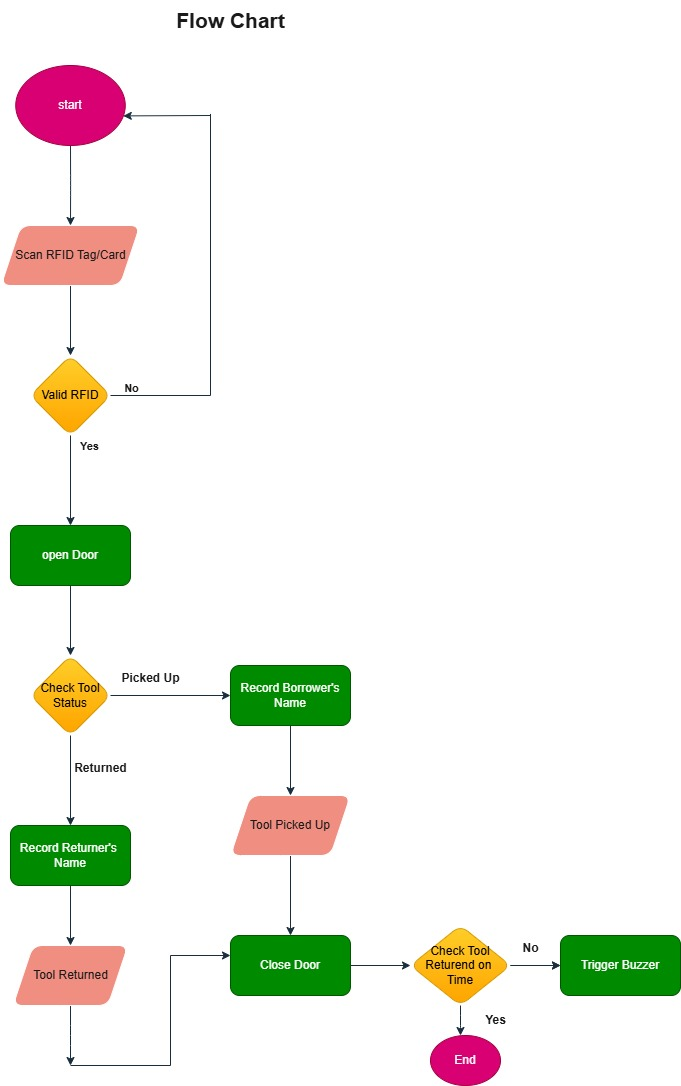 Flow Chart
start
Scan RFID Tag/Card
Valid RFID
No
Yes
open Door
Check Tool
Status
Picked Up
Record Borrower's
Name
Returned
Tool Picked Up
Record Returner's
Name
Tool Returned
Close Door
Check Tool
Returend on
Time
No
Trigger Buzzer
Yes
End